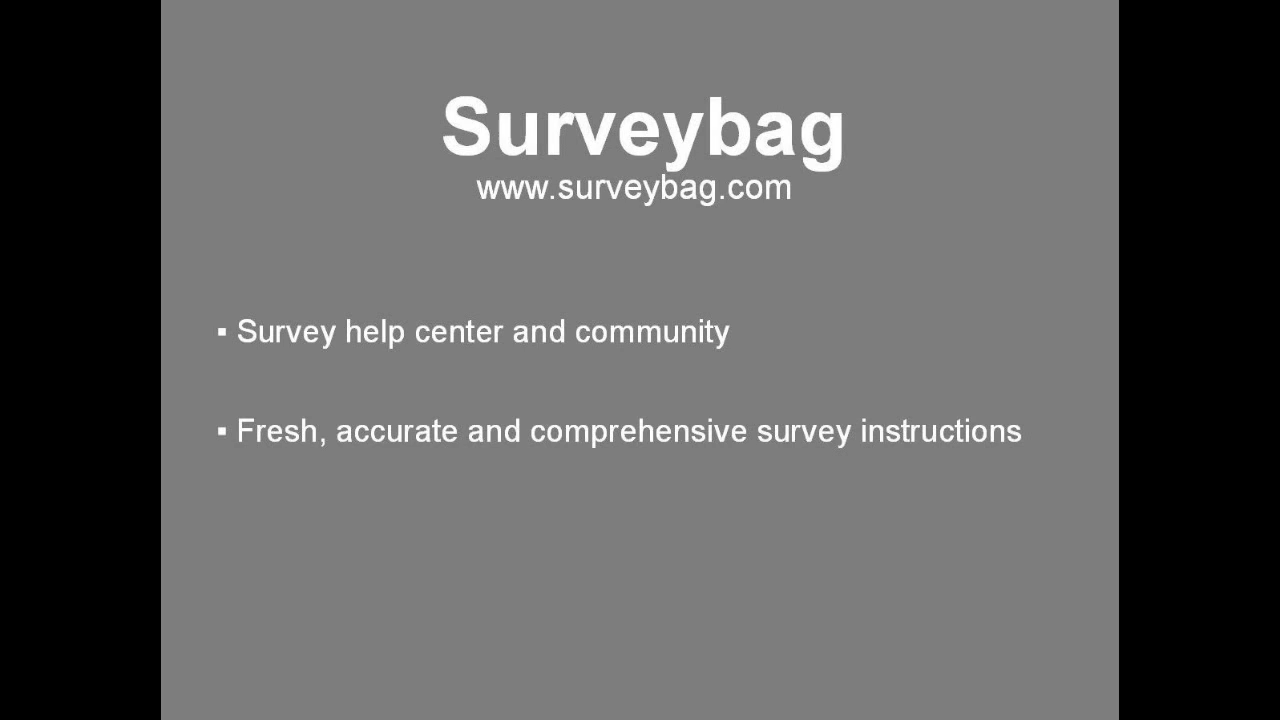 Surveybag
www.surveybag.com
▪ Survey help center and community
▪ Fresh, accurate and comprehensive survey instructions